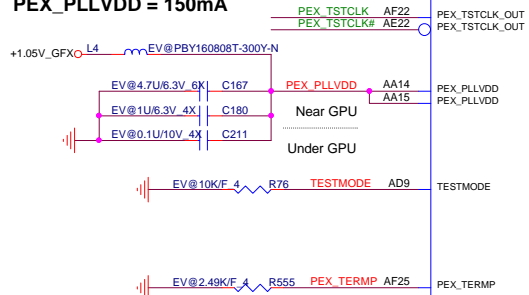 PEX_PLLVDD = 150mA
PEX_TSTCLK AF22 PEX_TSTCLK_OUT
PEX_TSTCLK# AE22 PEX_TSTCLK_OUT
+1.05V_GFX L4 EV@PBY160808T-300Y-N
EV@4.7U/6.3V_6X C167 PEX_PLLVDD AA14 PEX_PLLVDD
AA15 PEX_PLLVDD
EV@1U/6.3V_4X C180 Near GPU
EV@0.1U/10V_4X C211
Under GPU
EV@10K/F_4 R76 TESTMODE AD9 TESTMODE
EV@2.49K/F_4 R555 PEX_TERMP AF25 PEX_TERMP